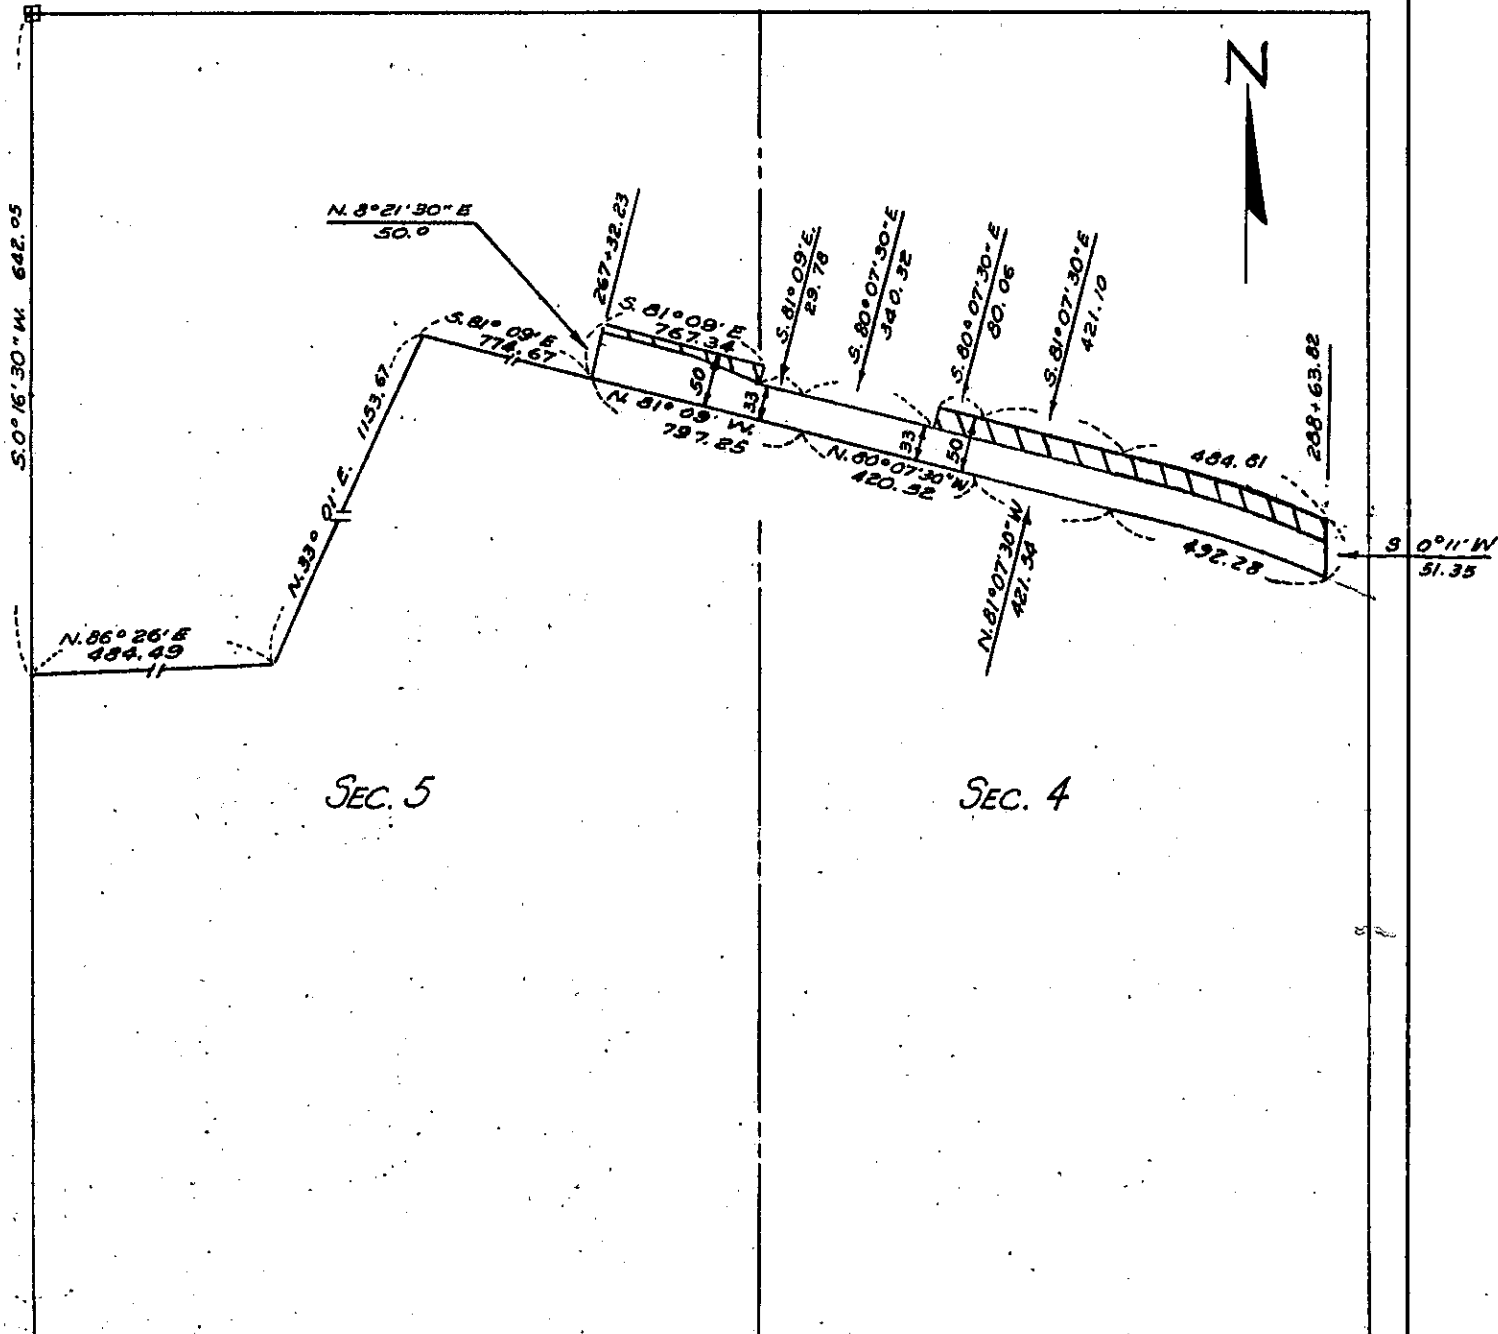 N
S. 0° 16' 30" W. 642.05
N. 8° 21' 30" E
50.0
267+32.23
S. 81° 09' E
774.67
S. 81° 09' E
767.34
S. 81° 09' E.
29.78
S. 80° 07' 30" E
340.32
S. 80° 07' 30" E
80.06
S. 81° 07' 30" E
421.10
288+63.82
1153.67
N. 33° 01' E.
50
33
N. 81° 09' W.
797.25
33
50
N. 80° 07' 30" W
420.32
484.81
N. 81° 07' 30" W
421.54
492.28
S 0° 11' W
51.35
N. 86° 26' E
484.49
SEC. 5
SEC. 4